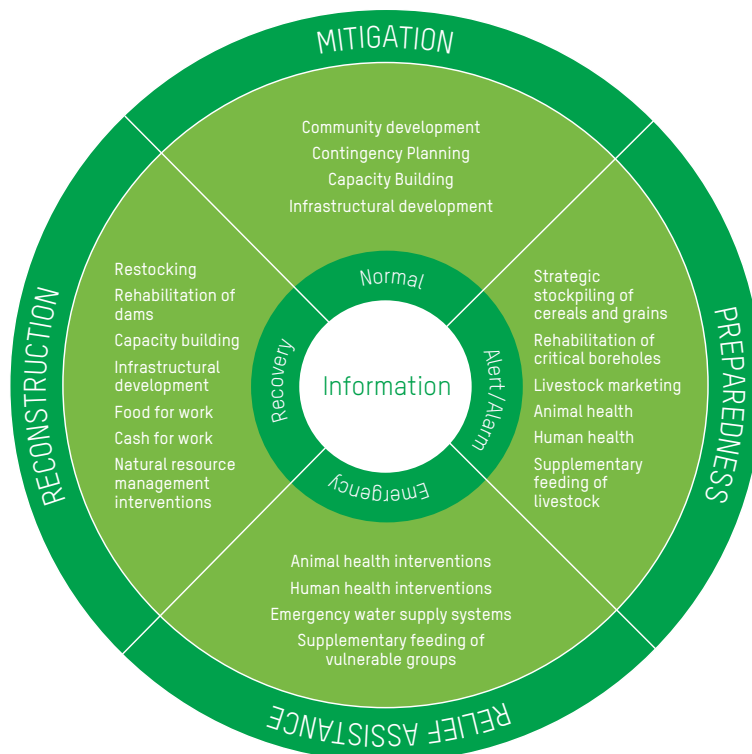 MITIGATION
Community development
Contingency Planning
Capacity Building
Infrastructural development
Normal
PREPAREDNESS
Strategic
stockpiling of
cereals and grains
Rehabilitation of
critical boreholes
Livestock marketing
Animal health
Human health
Supplementary
feeding of
livestock
Alert/Alarm
RELIEF ASSISTANCE
Animal health interventions
Human health interventions
Emergency water supply systems
Supplementary feeding of
vulnerable groups
Emergency
RECONSTRUCTION
Restocking
Rehabilitation of
dams
Capacity building
Infrastructural
development
Food for work
Cash for work
Natural resource
management
interventions
Recovery
Information